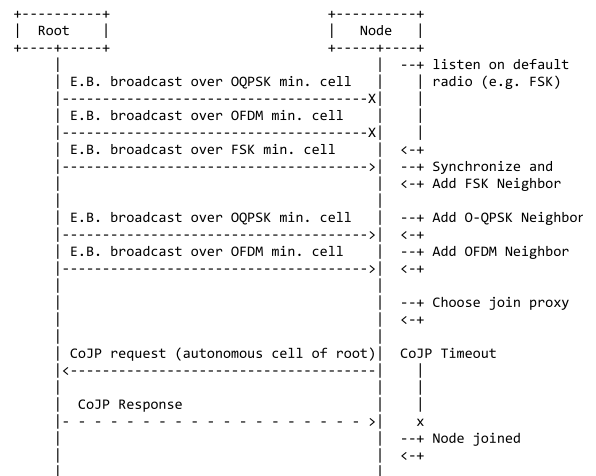 Root Node
listen on default
E.B. broadcast over OQPSK min. cell radio (e.g. FSK)
X
E.B. broadcast over OFDM min. cell
X
E.B. broadcast over FSK min. cell
Synchronize and
Add FSK Neighbor
E.B. broadcast over OQPSK min. cell Add O-QPSK Neighbor
E.B. broadcast over OFDM min. cell Add OFDM Neighbor
Choose join proxy
CoJP request (autonomous cell of root) CoJP Timeout
CoJP Response
x
Node joined